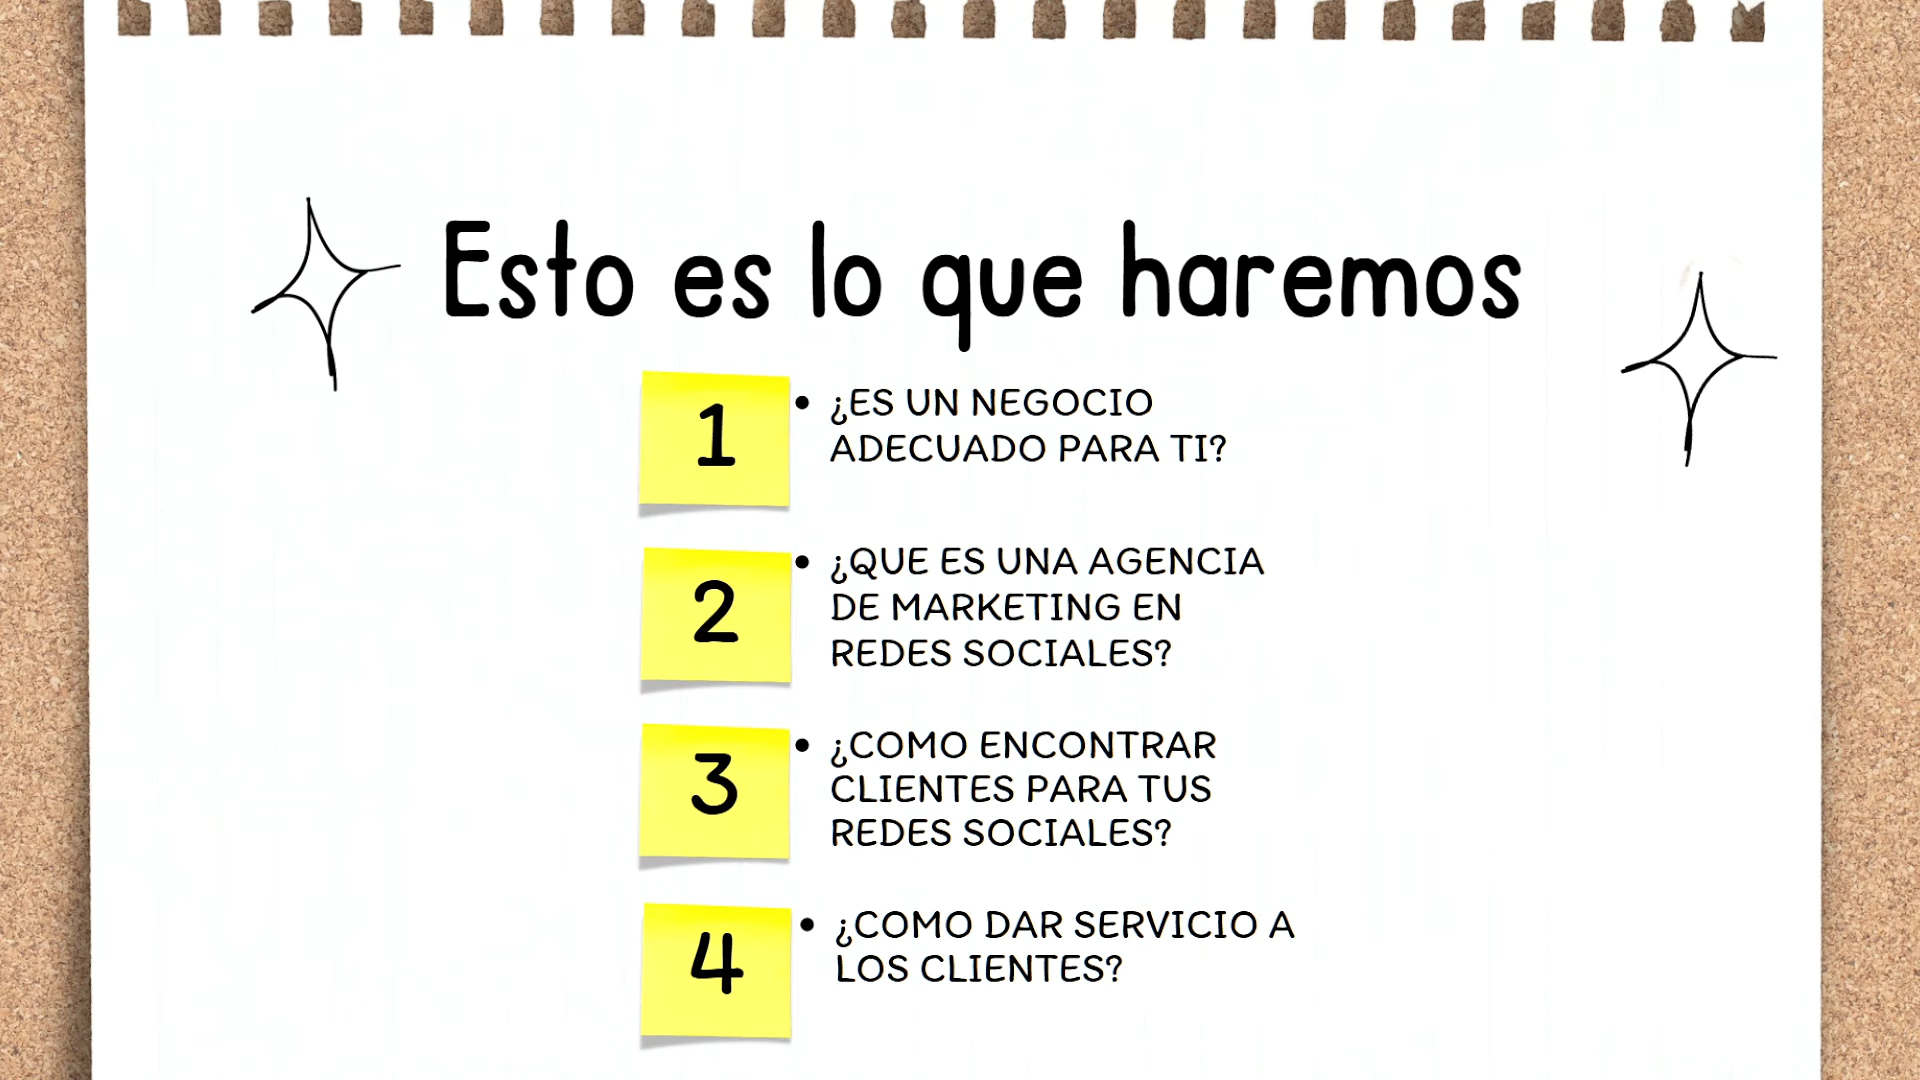 Esto es lo que haremos
1
• ¿ES UN NEGOCIO
ADECUADO PARA TI?
2
• ¿QUE ES UNA AGENCIA
DE MARKETING EN
REDES SOCIALES?
3
• ¿COMO ENCONTRAR
CLIENTES PARA TUS
REDES SOCIALES?
4
• ¿COMO DAR SERVICIO A
LOS CLIENTES?